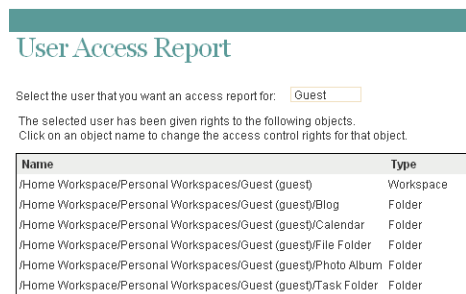 User Access Report
Select the user that you want an access report for: Guest
The selected user has been given rights to the following objects.
Click on an object name to change the access control rights for that object.
Name Type
/Home Workspace/Personal Workspaces/Guest (guest) Workspace
/Home Workspace/Personal Workspaces/Guest (guest)/Blog Folder
/Home Workspace/Personal Workspaces/Guest (guest)/Calendar Folder
/Home Workspace/Personal Workspaces/Guest (guest)/File Folder Folder
/Home Workspace/Personal Workspaces/Guest (guest)/Photo Album Folder
/Home Workspace/Personal Workspaces/Guest (guest)/Task Folder Folder